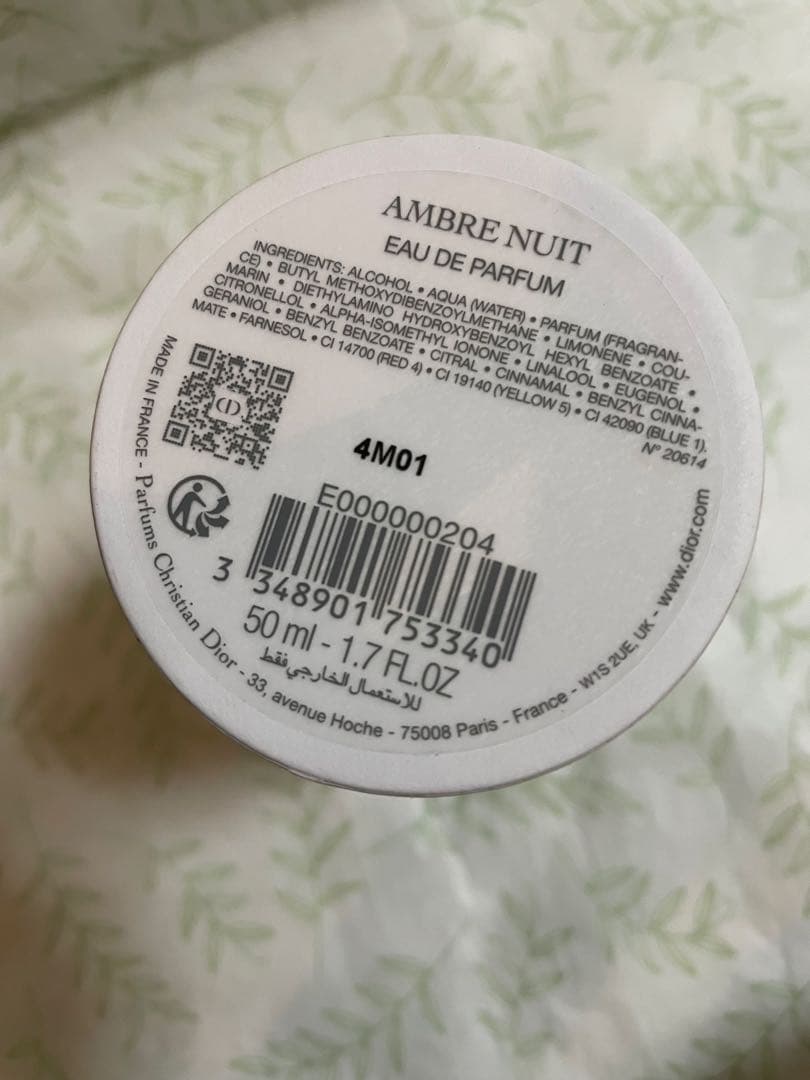 AMBRE NUIT
EAU DE PARFUM
INGREDIENTS: ALCOHOL • AQUA (WATER) • PARFUM (FRAGRAN-
CE) • BUTYL METHOXYDIBENZOYLMETHANE • LIMONENE • COU-
MARIN • DIETHYLAMINO HYDROXYBENZOYL HEXYL BENZOATE •
CITRONELLOL • ALPHA-ISOMETHYL IONONE • LINALOOL • EUGENOL •
GERANIOL • BENZYL BENZOATE • CITRAL • CINNAMAL • BENZYL CINNA-
MATE • FARNESOL • CI 14700 (RED 4) • CI 19140 (YELLOW 5) • CI 42090 (BLUE 1).
N° 20614
CD
4M01
E000000204
3 348901 753340
50 ml - 1.7 FL.OZ
للاستعمال الخارجي فقط
MADE IN FRANCE - Parfums Christian Dior - 33, avenue Hoche - 75008 Paris - France - W1S 2UE, UK - www.dior.com